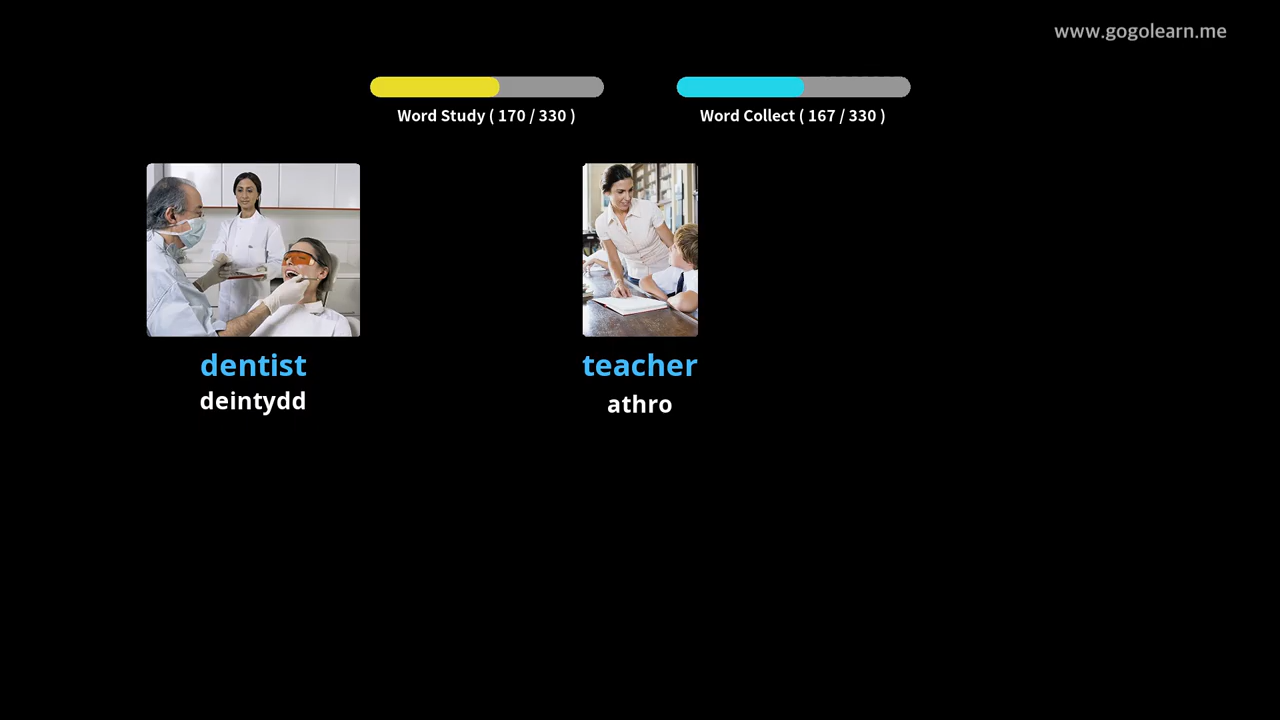 www.gogolearn.me
Word Study ( 170 / 330 )
Word Collect ( 167 / 330 )
dentist
deintydd
teacher
athro